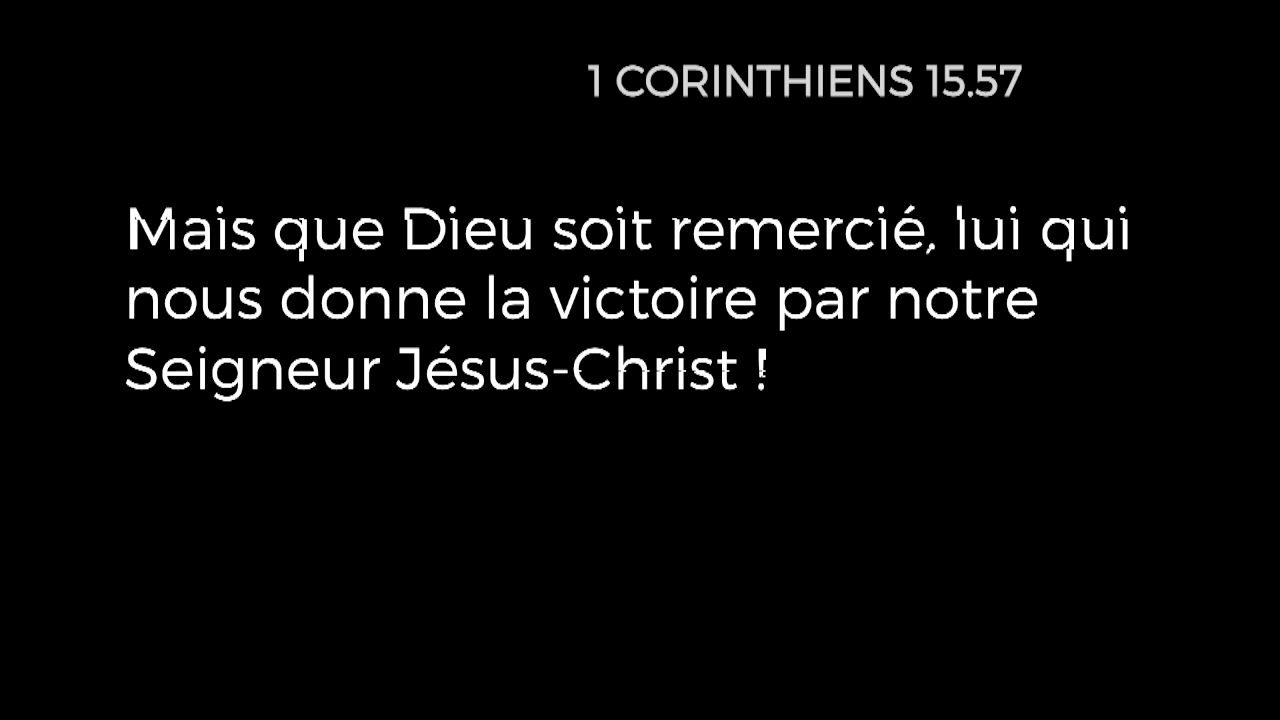 1 CORINTHIENS 15.57
Mais que Dieu soit remercié, lui qui
nous donne la victoire par notre
Seigneur Jésus-Christ !